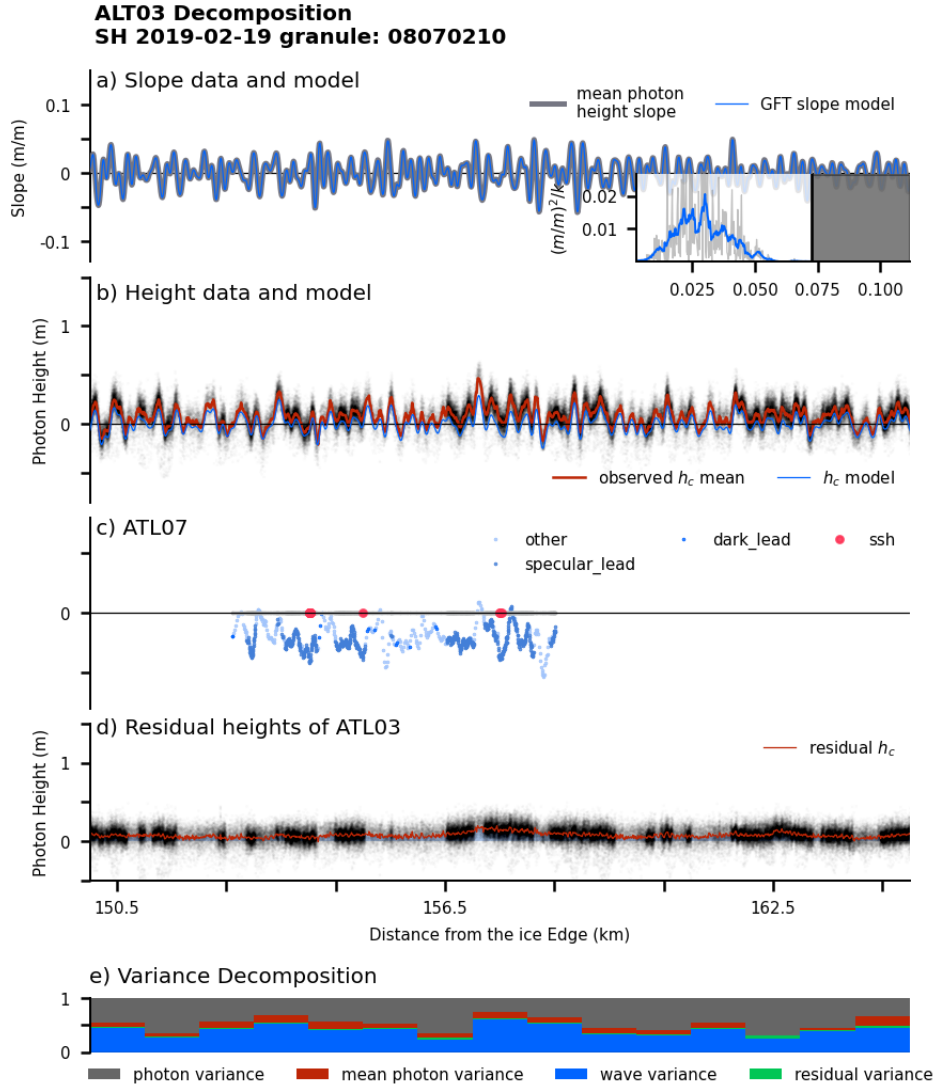 ALT03 Decomposition
SH 2019-02-19 granule: 08070210
a) Slope data and model
mean photon
height slope
GFT slope model
Slope (m/m)
0.1
0
-0.1
(m/m)²/k
0.02
0.01
0.025 0.050 0.075 0.100
b) Height data and model
Photon Height (m)
1
0
observed h_c mean
h_c model
c) ATL07
other
specular_lead
dark_lead
ssh
0
d) Residual heights of ATL03
residual h_c
Photon Height (m)
1
0
150.5 156.5 162.5
Distance from the ice Edge (km)
e) Variance Decomposition
1
0
photon variance mean photon variance wave variance residual variance